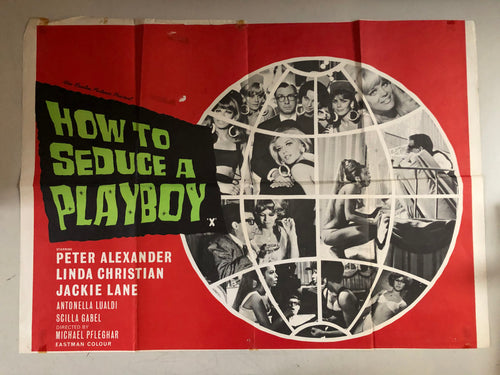 HOW TO
SEDUCE A
PLAYBOY
'X'
STARRING
PETER ALEXANDER
LINDA CHRISTIAN
JACKIE LANE
ANTONELLA LUALDI
SCILLA GABEL
DIRECTED BY
MICHAEL PFLEGHAR
EASTMAN COLOUR